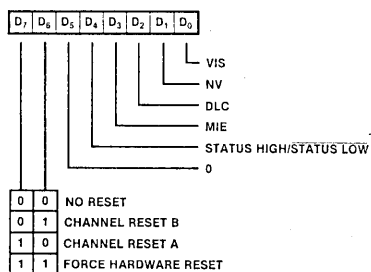 D7 D6 D5 D4 D3 D2 D1 D0
VIS
NV
DLC
MIE
STATUS HIGH/STATUS LOW
0
0 0 NO RESET
0 1 CHANNEL RESET B
1 0 CHANNEL RESET A
1 1 FORCE HARDWARE RESET